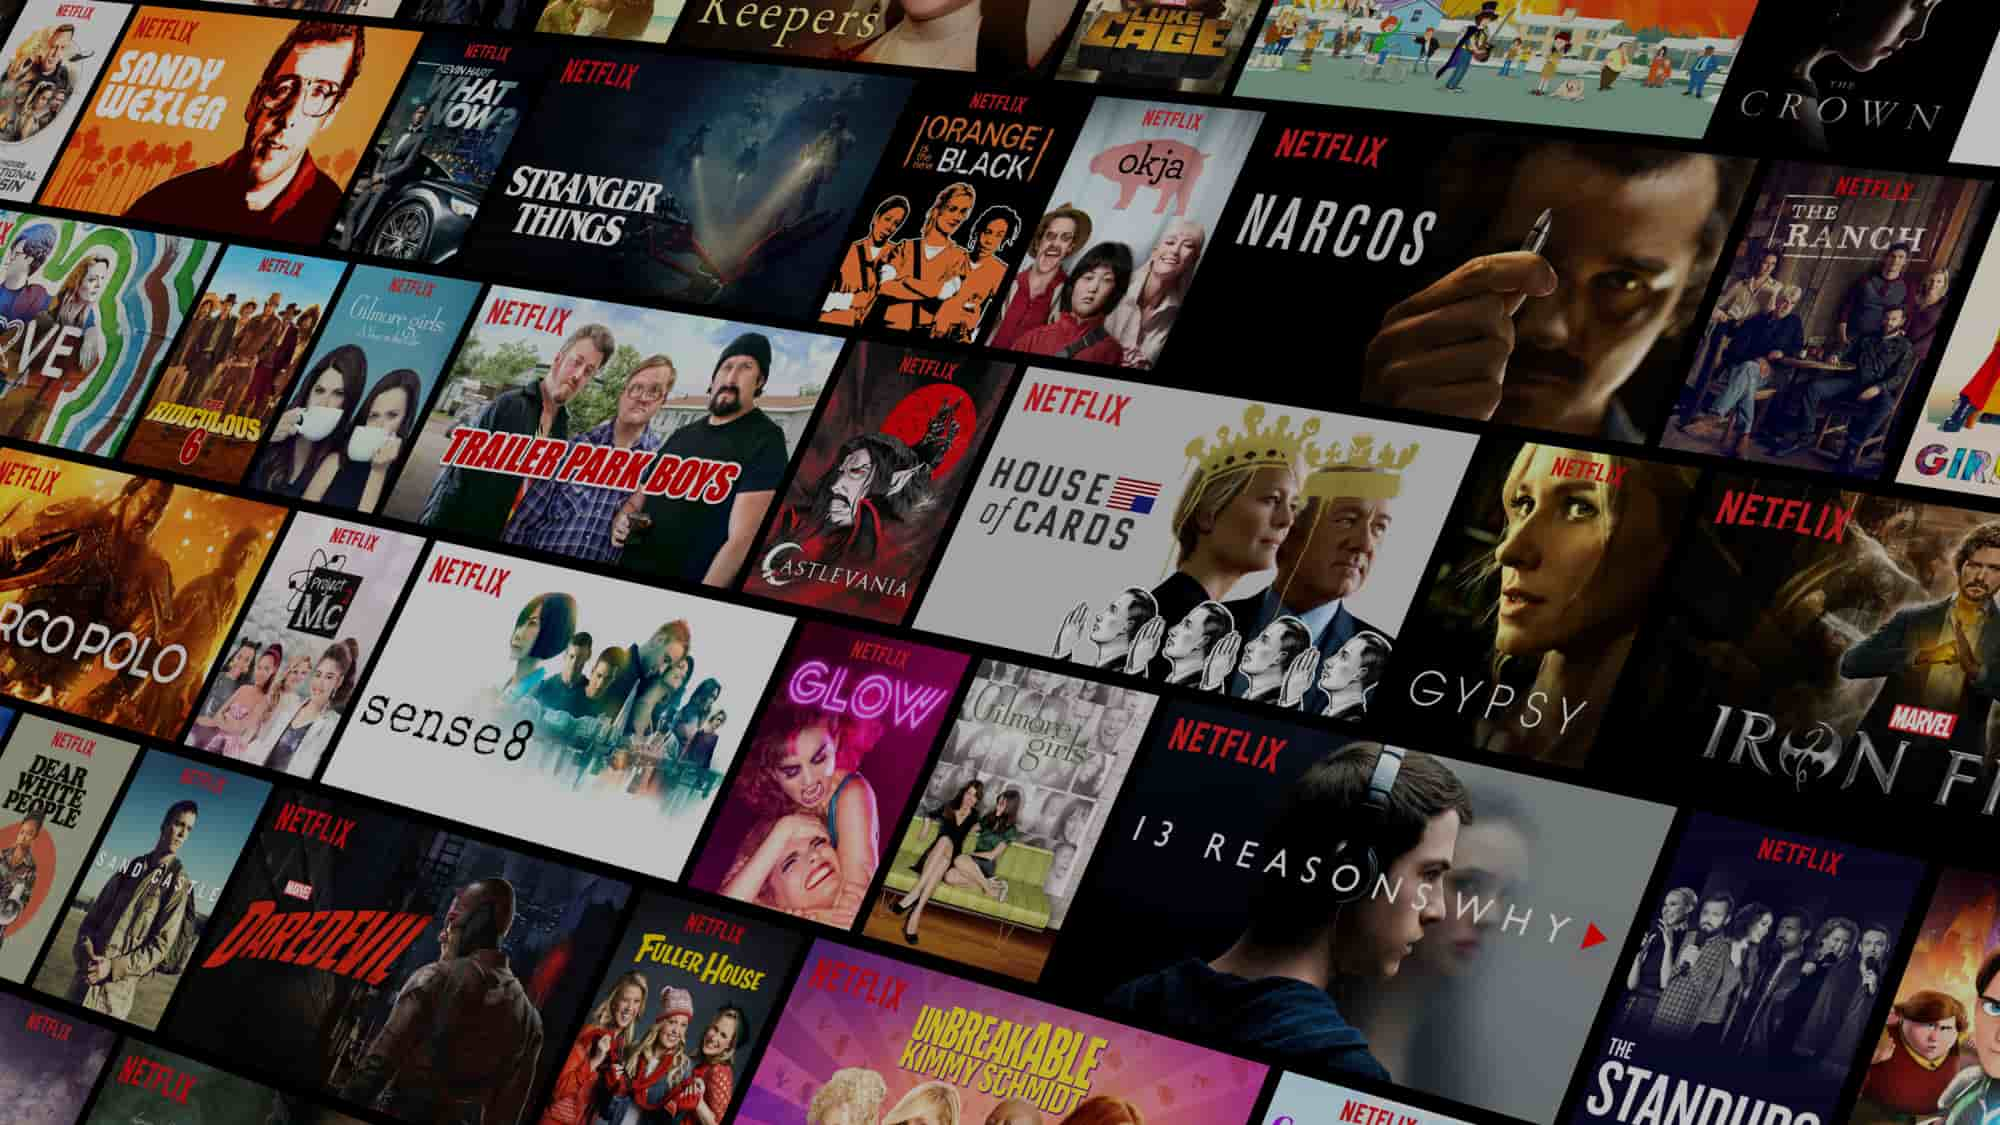 NETFLIX
Keepers
LUKE
CAGE
THE
CROWN
NETFLIX
SANDY
WEXLER
NETFLIX
KEVIN HART
WHAT
NOW?
NETFLIX
STRANGER
THINGS
NETFLIX
ORANGE
is the new
BLACK
NETFLIX
okja
NETFLIX
NARCOS
NETFLIX
THE
RANCH
NETFLIX
THE
RIDICULOUS
6
NETFLIX
Gilmore girls
NETFLIX
TRAILER PARK BOYS
NETFLIX
CASTLEVANIA
NETFLIX
HOUSE
of CARDS
NETFLIX
GYPSY
NETFLIX
MARVEL
IRON FI
GIR
OVE
NETFLIX
RCO POLO
NETFLIX
Project
Mc
2
NETFLIX
sense8
NETFLIX
GLOW
Gilmore
girls
NETFLIX
13 REASONS WHY
NETFLIX
THE
STANDUPS
NETFLIX
DEAR
WHITE
PEOPLE
NETFLIX
SAND CASTLE
NETFLIX
MARVEL
DAREDEVIL
NETFLIX
FULLER HOUSE
NETFLIX
UNBREAKABLE
KIMMY SCHMIDT
NETFLIX
NETFLIX
NETFLIX